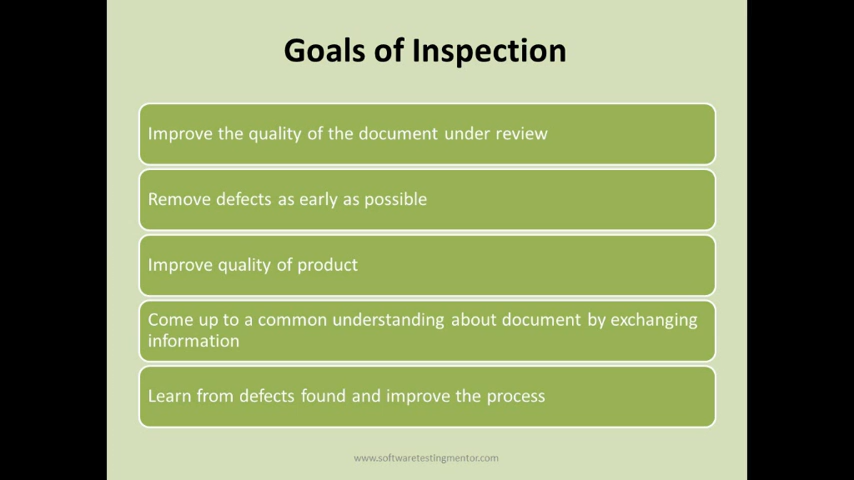 Goals of Inspection
Improve the quality of the document under review
Remove defects as early as possible
Improve quality of product
Come up to a common understanding about document by exchanging
information
Learn from defects found and improve the process
www.softwaretestingmentor.com